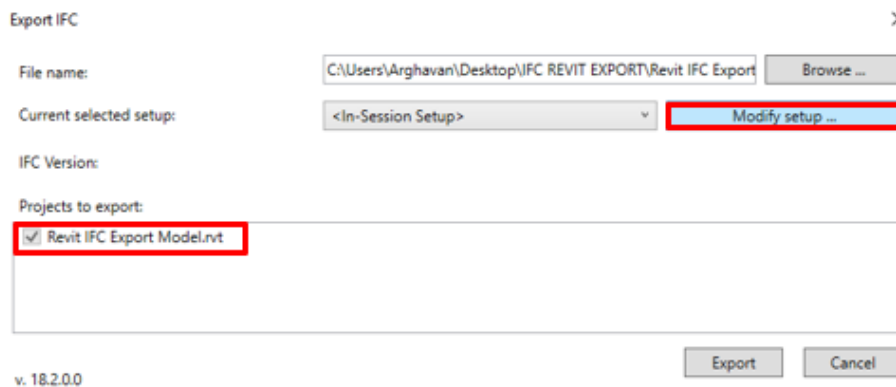 Export IFC
File name: C:\Users\Arghavan\Desktop\IFC REVIT EXPORT\Revit IFC Export Browse ...
Current selected setup: <In-Session Setup> Modify setup ...
IFC Version:
Projects to export:
Revit IFC Export Model.rvt
Export Cancel
v. 18.2.0.0